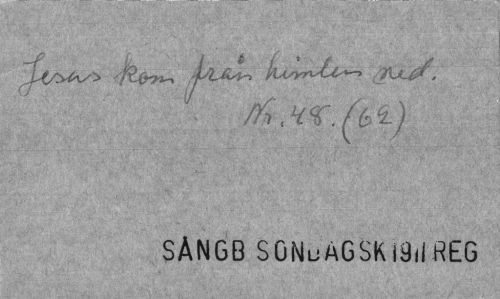 Jesus kom från himlen ned.
Nr. 48. (62)
SÅNGB SÖNDAGSK 1911 REG